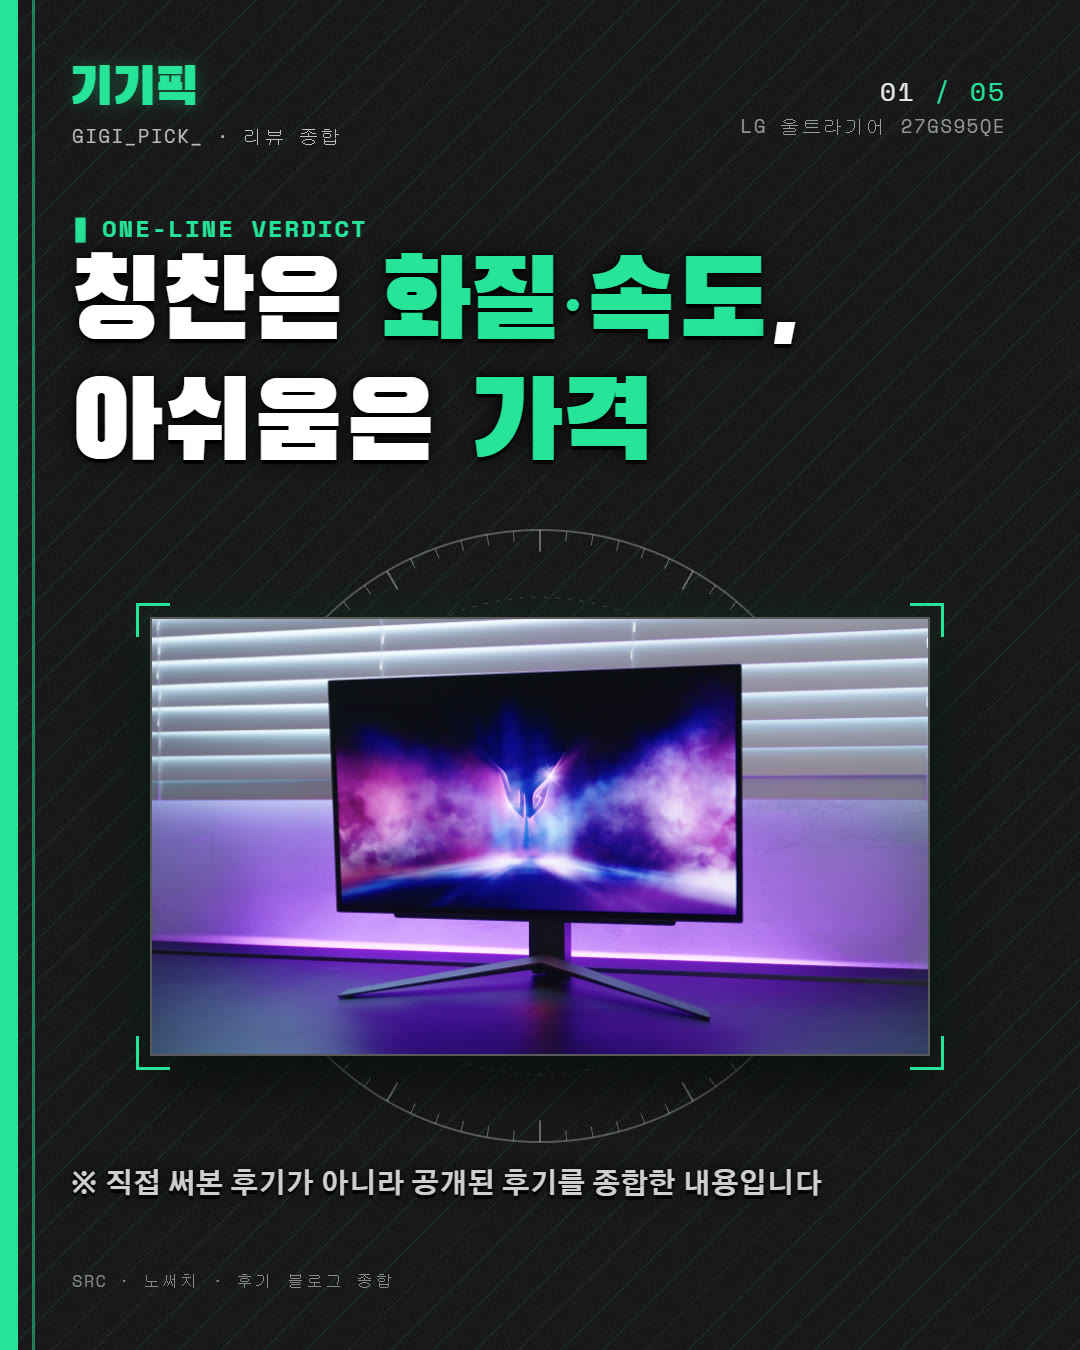 기기픽
GIGI_PICK_ · 리뷰 종합
01 / 05
LG 울트라기어 27GS95QE
ONE-LINE VERDICT
칭찬은 화질·속도,
아쉬움은 가격
※ 직접 써본 후기가 아니라 공개된 후기를 종합한 내용입니다
SRC · 노써치 · 후기 블로그 종합